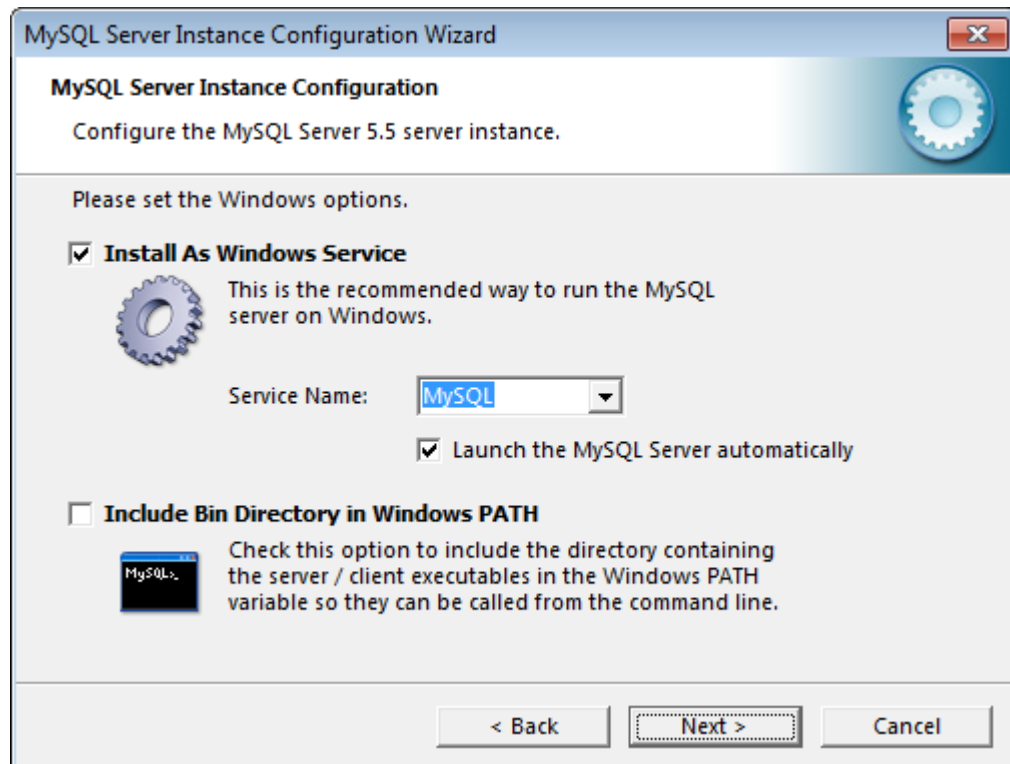 MySQL Server Instance Configuration Wizard
MySQL Server Instance Configuration
Configure the MySQL Server 5.5 server instance.
Please set the Windows options.
Install As Windows Service
This is the recommended way to run the MySQL
server on Windows.
Service Name: MySQL
Launch the MySQL Server automatically
Include Bin Directory in Windows PATH
MySQL>_
Check this option to include the directory containing
the server / client executables in the Windows PATH
variable so they can be called from the command line.
< Back Next > Cancel